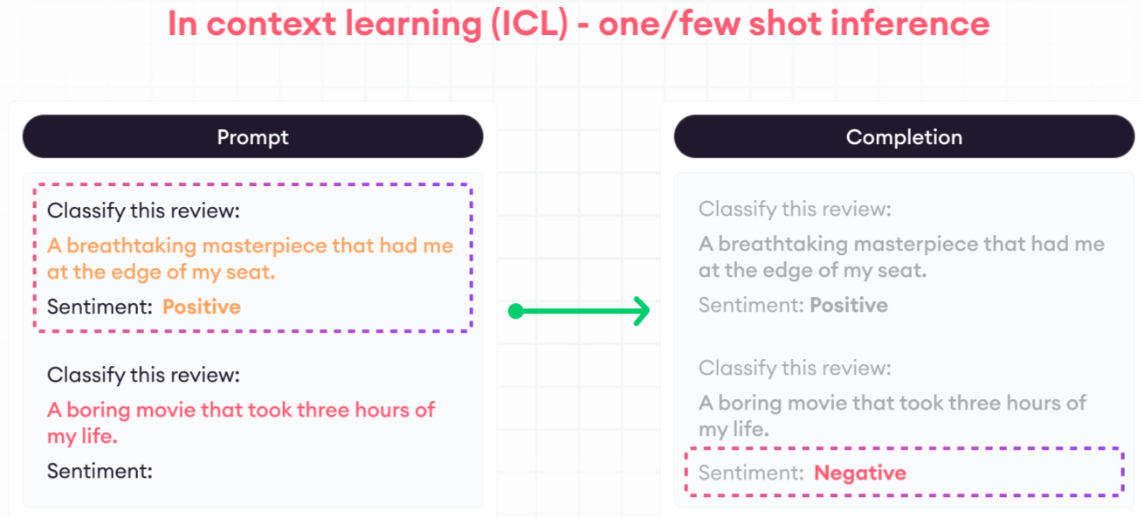 In context learning (ICL) - one/few shot inference
Prompt
Classify this review:
A breathtaking masterpiece that had me
at the edge of my seat.
Sentiment: Positive
Classify this review:
A boring movie that took three hours of
my life.
Sentiment:
Completion
Classify this review:
A breathtaking masterpiece that had me
at the edge of my seat.
Sentiment: Positive
Classify this review:
A boring movie that took three hours of
my life.
Sentiment: Negative